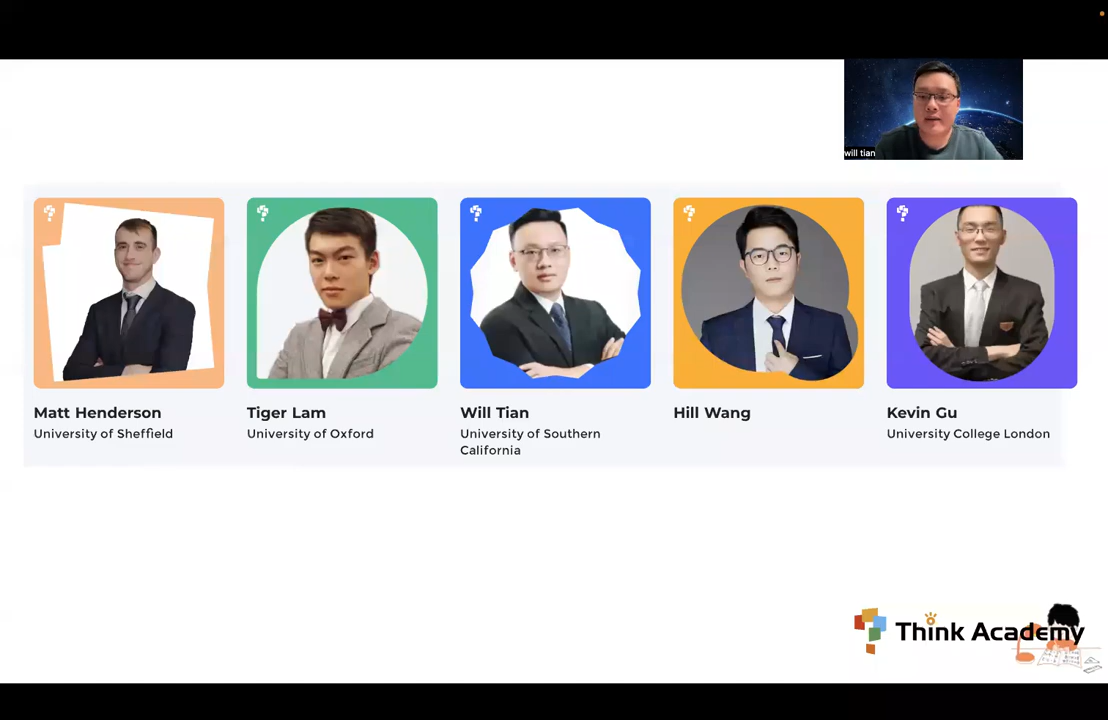 will tian
Matt Henderson
University of Sheffield
Tiger Lam
University of Oxford
Will Tian
University of Southern
California
Hill Wang
Kevin Gu
University College London
Think Academy